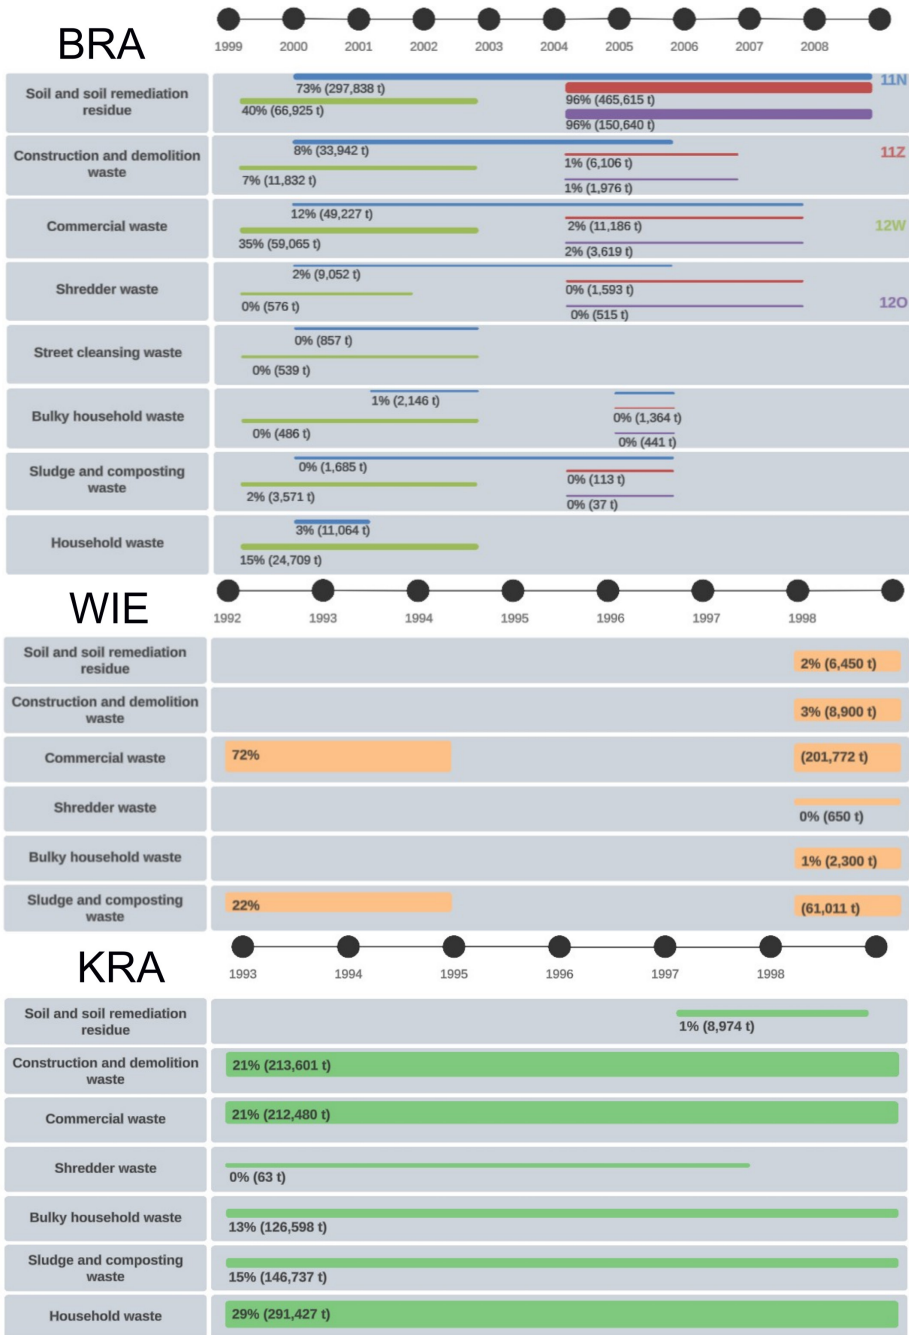 BRA
1999 2000 2001 2002 2003 2004 2005 2006 2007 2008
Soil and soil remediation
residue
73% (297,838 t)
40% (66,925 t)
96% (465,615 t)
96% (150,640 t)
11N
Construction and demolition
waste
8% (33,942 t)
7% (11,832 t)
1% (6,106 t)
1% (1,976 t)
11Z
Commercial waste
12% (49,227 t)
35% (59,065 t)
2% (11,186 t)
2% (3,619 t)
12W
Shredder waste
2% (9,052 t)
0% (576 t)
0% (1,593 t)
0% (515 t)
12O
Street cleansing waste
0% (857 t)
0% (539 t)
Bulky household waste
1% (2,146 t)
0% (486 t)
0% (1,364 t)
0% (441 t)
Sludge and composting
waste
0% (1,685 t)
2% (3,571 t)
0% (113 t)
0% (37 t)
Household waste
3% (11,064 t)
15% (24,709 t)
WIE
1992 1993 1994 1995 1996 1997 1998
Soil and soil remediation
residue
2% (6,450 t)
Construction and demolition
waste
3% (8,900 t)
Commercial waste
72%
(201,772 t)
Shredder waste
0% (650 t)
Bulky household waste
1% (2,300 t)
Sludge and composting
waste
22%
(61,011 t)
KRA
1993 1994 1995 1996 1997 1998
Soil and soil remediation
residue
1% (8,974 t)
Construction and demolition
waste
21% (213,601 t)
Commercial waste
21% (212,480 t)
Shredder waste
0% (63 t)
Bulky household waste
13% (126,598 t)
Sludge and composting
waste
15% (146,737 t)
Household waste
29% (291,427 t)